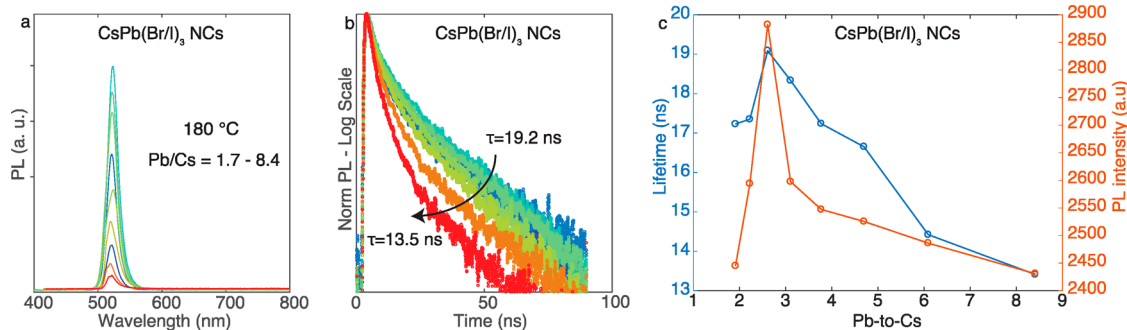 a
CsPb(Br/I)₃ NCs
180 °C
Pb/Cs = 1.7 - 8.4
PL (a. u.)
400 500 600 700 800
Wavelength (nm)
b
CsPb(Br/I)₃ NCs
τ=19.2 ns
τ=13.5 ns
Norm PL - Log Scale
0 50 100
Time (ns)
c
CsPb(Br/I)₃ NCs
20
19
18
17
16
15
14
13
Lifetime (ns)
2900
2850
2800
2750
2700
2650
2600
2550
2500
2450
2400
PL intensity (a.u)
1 2 3 4 5 6 7 8 9
Pb-to-Cs